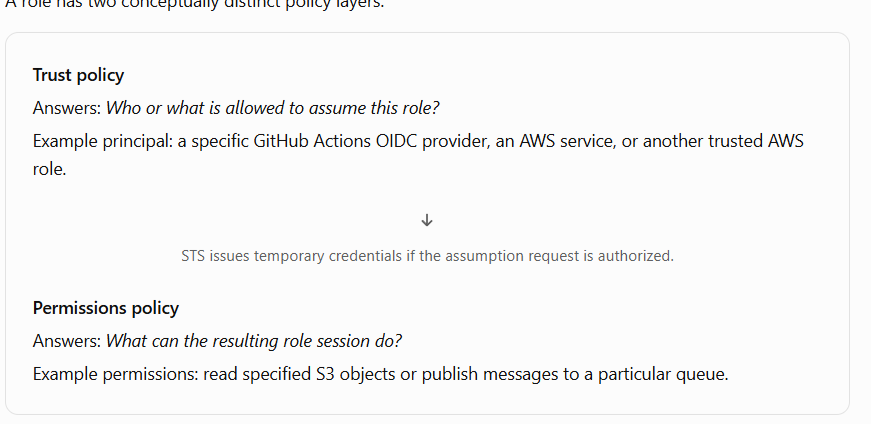 A role has two conceptually distinct policy layers.
Trust policy
Answers: Who or what is allowed to assume this role?
Example principal: a specific GitHub Actions OIDC provider, an AWS service, or another trusted AWS
role.
↓
STS issues temporary credentials if the assumption request is authorized.
Permissions policy
Answers: What can the resulting role session do?
Example permissions: read specified S3 objects or publish messages to a particular queue.